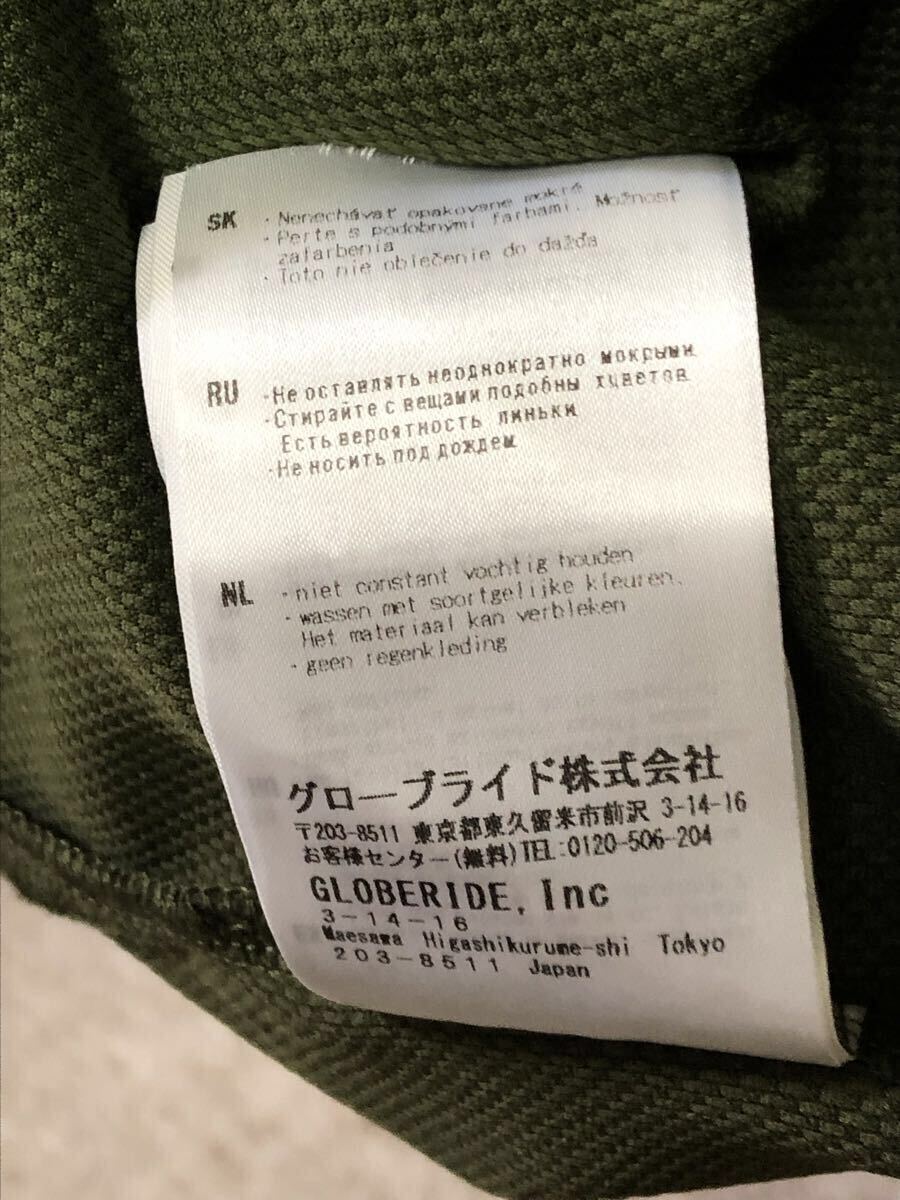 SK · Nenechávať opakovane mokré
· Perte s podobnými farbami. Možnosť
zafarbenia
· Toto nie oblečenie do dažďa
RU ·Не оставлять неоднократно мокрыми
·Стирайте с вещами подобны хцветов
Есть вероятность линьки
·Не носить под дождем
NL · niet constant vochtig houden
· wassen met soortgelijke kleuren.
Het materiaal kan verbleken
· geen regenkleding
グローブライド株式会社
〒203-8511 東京都東久留米市前沢 3-14-16
お客様センター(無料)TEL:0120-506-204
GLOBERIDE, Inc
3-14-16
Maesawa Higashikurume-shi Tokyo
203-8511 Japan